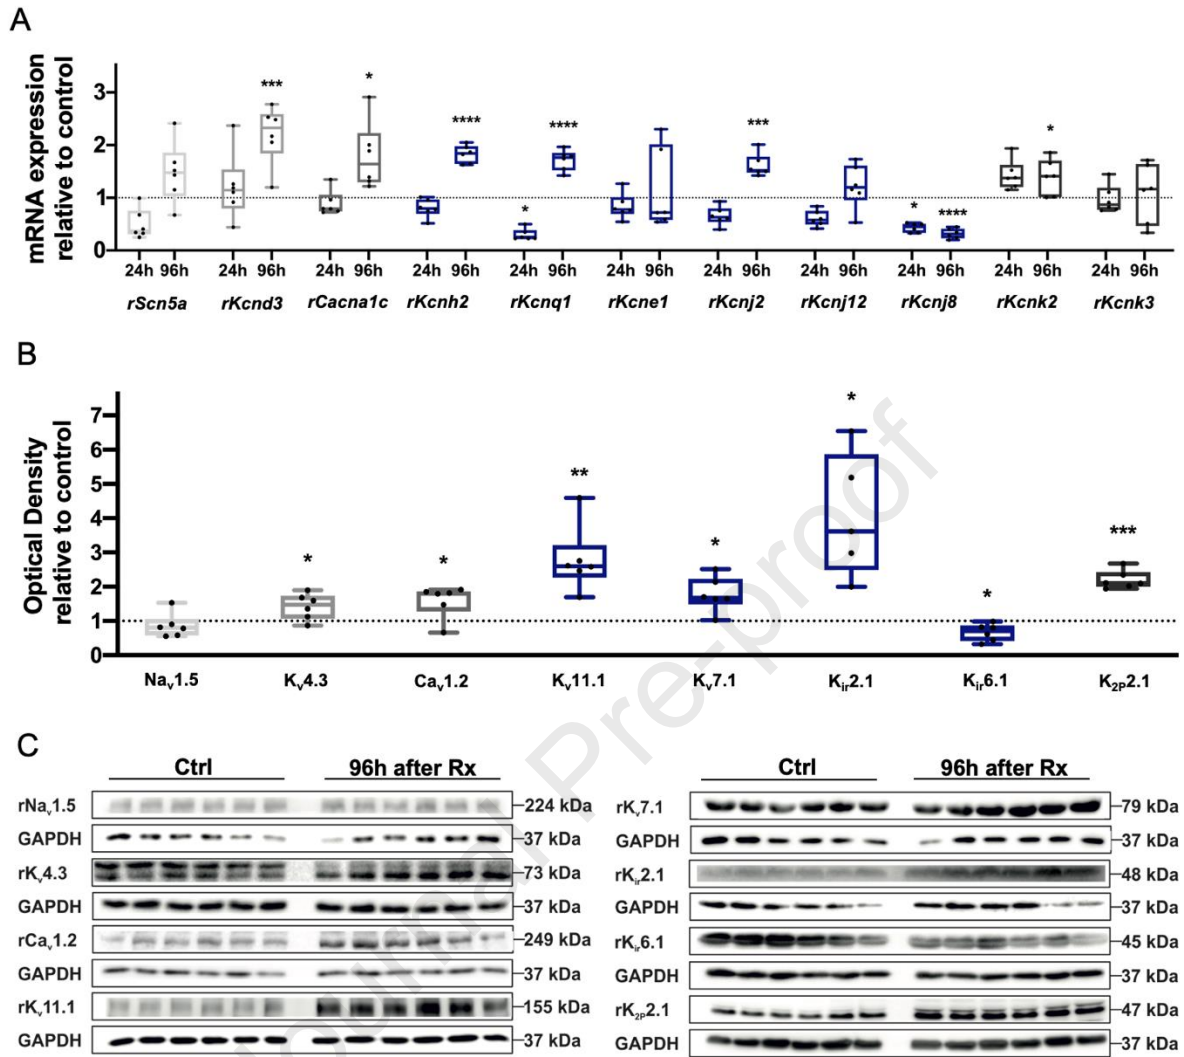 A
mRNA expression
relative to control
3
2
1
0
*** * **** **** *** *
* * ****
24h 96h 24h 96h 24h 96h 24h 96h 24h 96h 24h 96h 24h 96h 24h 96h 24h 96h 24h 96h 24h 96h
rScn5a rKcnd3 rCacna1c rKcnh2 rKcnq1 rKcne1 rKcnj2 rKcnj12 rKcnj8 rKcnk2 rKcnk3
B
Optical Density
relative to control
7
6
5
4
3
2
1
0
* * ** * * * ***
Nav1.5 Kv4.3 Cav1.2 Kv11.1 Kv7.1 Kir2.1 Kir6.1 K2P2.1
C
Ctrl 96h after Rx
rNav1.5 224 kDa
GAPDH 37 kDa
rKv4.3 73 kDa
GAPDH 37 kDa
rCav1.2 249 kDa
GAPDH 37 kDa
rKv11.1 155 kDa
GAPDH 37 kDa
Ctrl 96h after Rx
rKv7.1 79 kDa
GAPDH 37 kDa
rKir2.1 48 kDa
GAPDH 37 kDa
rKir6.1 45 kDa
GAPDH 37 kDa
rK2P2.1 47 kDa
GAPDH 37 kDa
Journal Pre-proof